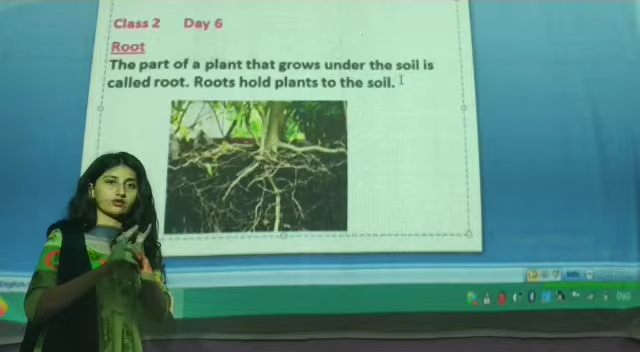 Class 2 Day 6
Root
The part of a plant that grows under the soil is
called root. Roots hold plants to the soil.